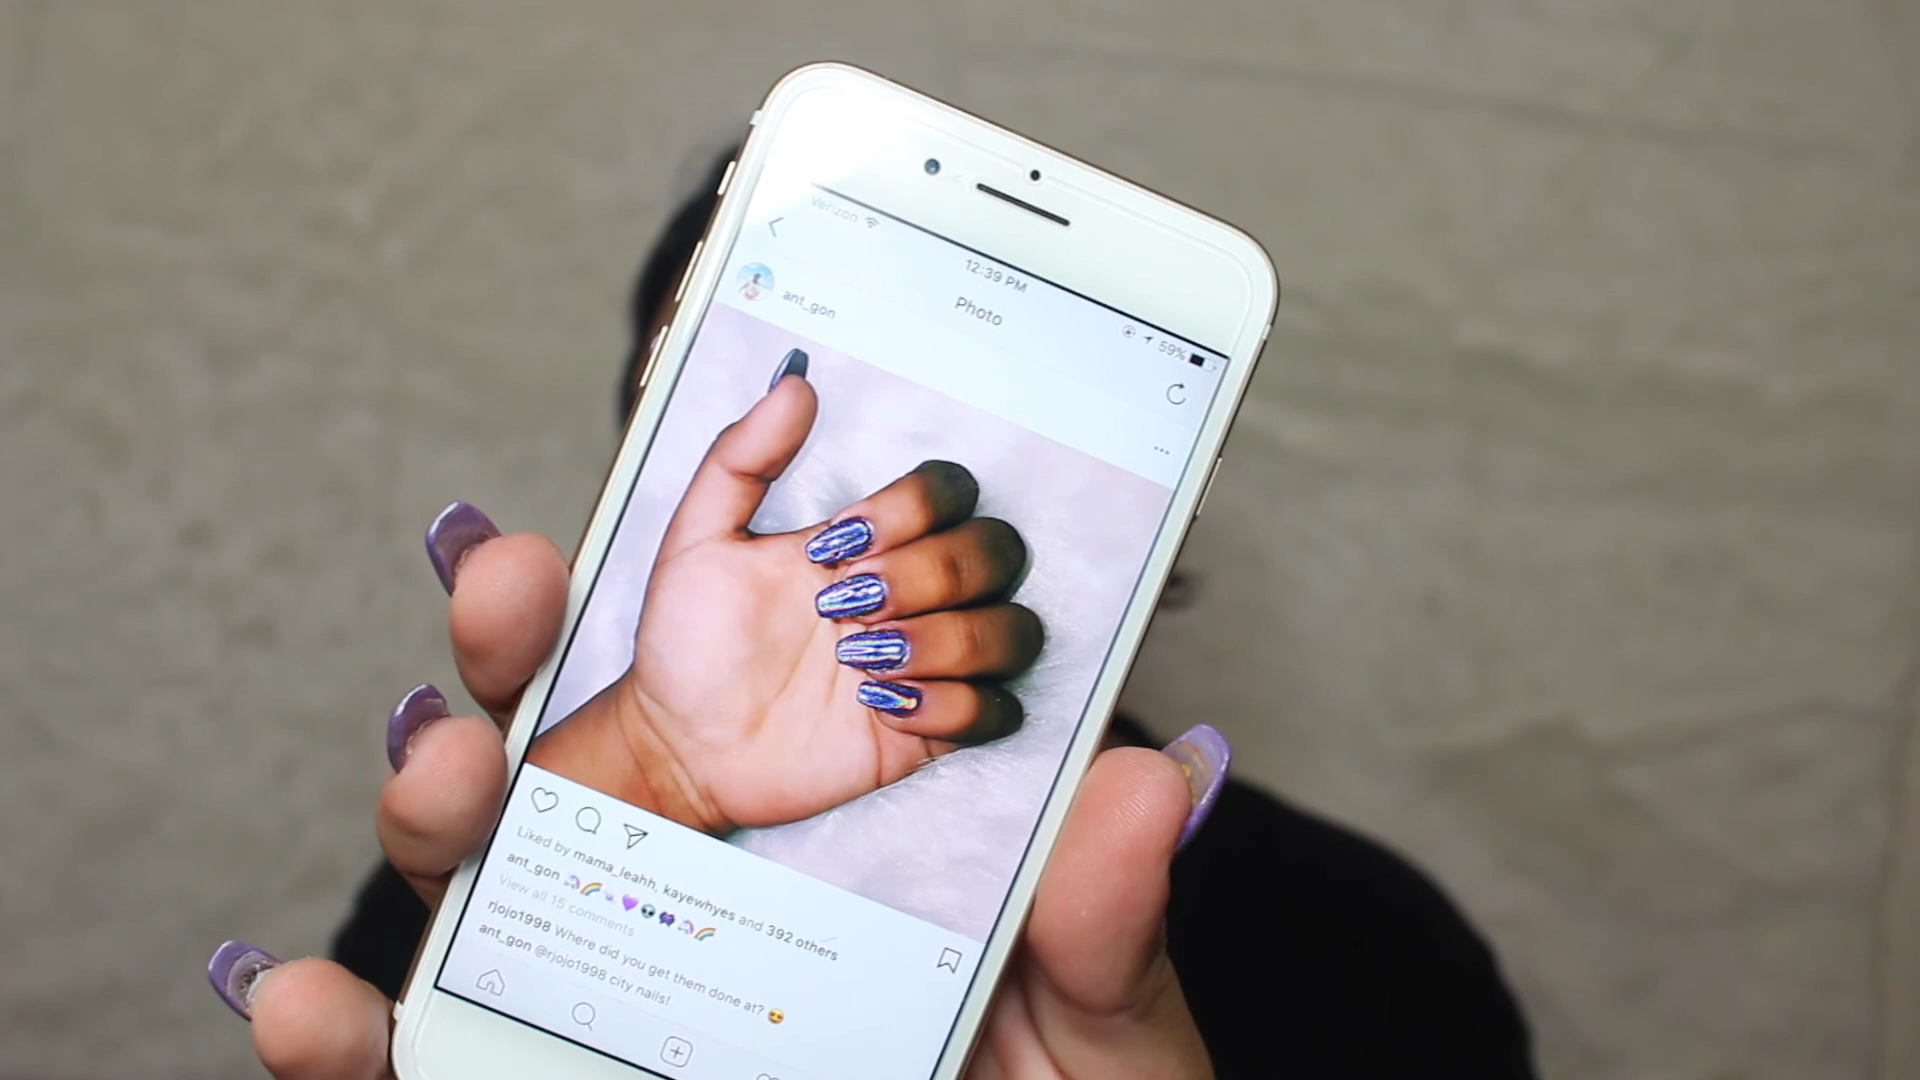 Verizon
12:39 PM
59%
Photo
ant_gon
Liked by mama_leahh, kayewhyes and 392 others
ant_gon 🦄🌈🍬💜👽👾🦄🌈
View all 15 comments
rjojo1998 Where did you get them done at? 😍
ant_gon @rjojo1998 city nails!